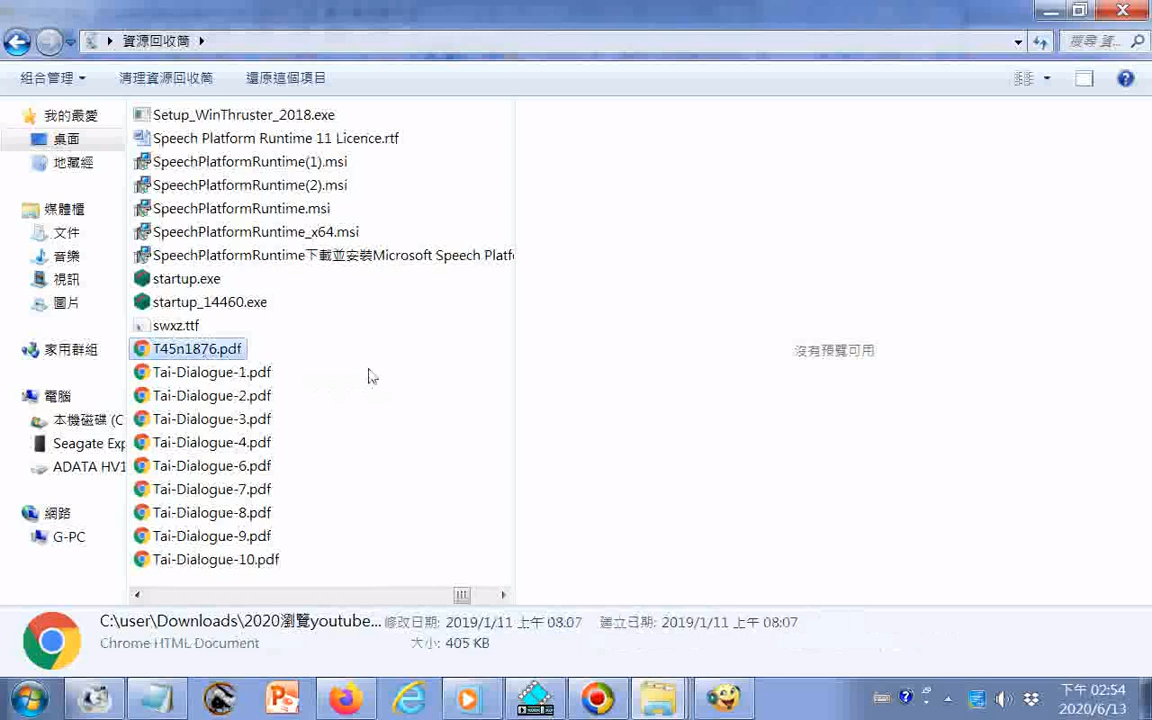 資源回收筒
搜尋 資...
組合管理
清理資源回收筒
還原這個項目
我的最愛
桌面
地藏經
媒體櫃
文件
音樂
視訊
圖片
家用群組
電腦
本機磁碟 (C
Seagate Exp
ADATA HV1
網路
G-PC
Setup_WinThruster_2018.exe
Speech Platform Runtime 11 Licence.rtf
SpeechPlatformRuntime(1).msi
SpeechPlatformRuntime(2).msi
SpeechPlatformRuntime.msi
SpeechPlatformRuntime_x64.msi
SpeechPlatformRuntime下載並安裝Microsoft Speech Platf
startup.exe
startup_14460.exe
swxz.ttf
T45n1876.pdf
Tai-Dialogue-1.pdf
Tai-Dialogue-2.pdf
Tai-Dialogue-3.pdf
Tai-Dialogue-4.pdf
Tai-Dialogue-6.pdf
Tai-Dialogue-7.pdf
Tai-Dialogue-8.pdf
Tai-Dialogue-9.pdf
Tai-Dialogue-10.pdf
沒有預覽可用
C:\user\Downloads\2020瀏覽youtube... 修改日期: 2019/1/11 上午 08:07 建立日期: 2019/1/11 上午 08:07
Chrome HTML Document 大小: 405 KB
下午 02:54
2020/6/13